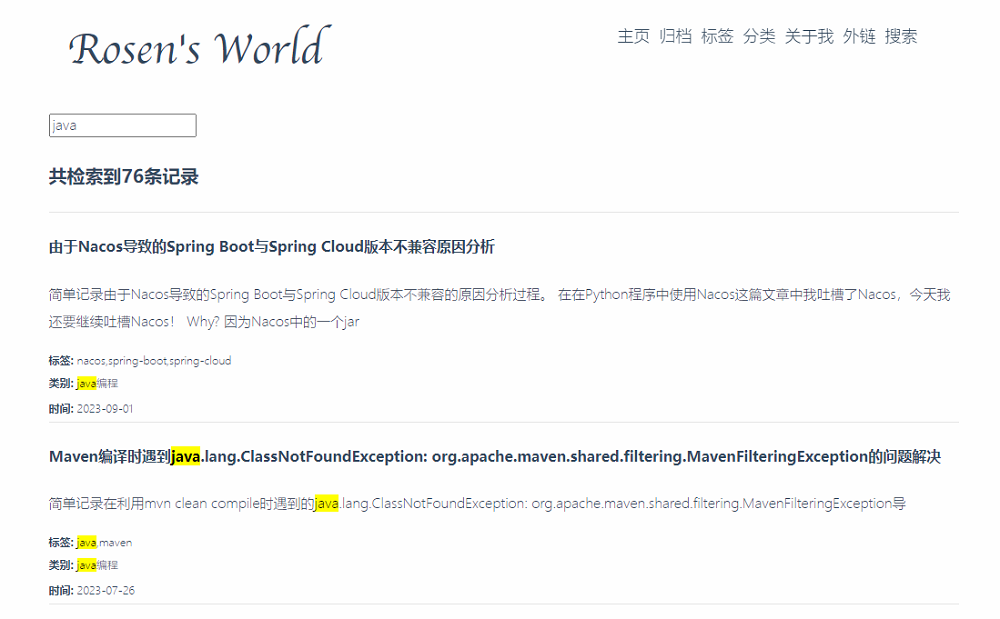 Rosen's World
主页 归档 标签 分类 关于我 外链 搜索
java
共检索到76条记录
由于Nacos导致的Spring Boot与Spring Cloud版本不兼容原因分析
简单记录由于Nacos导致的Spring Boot与Spring Cloud版本不兼容的原因分析过程。 在在Python程序中使用Nacos这篇文章中我吐槽了Nacos，今天我
还要继续吐槽Nacos！ Why? 因为Nacos中的一个jar
标签: nacos,spring-boot,spring-cloud
类别: java编程
时间: 2023-09-01
Maven编译时遇到java.lang.ClassNotFoundException: org.apache.maven.shared.filtering.MavenFilteringException的问题解决
简单记录在利用mvn clean compile时遇到的java.lang.ClassNotFoundException: org.apache.maven.shared.filtering.MavenFilteringException导
标签: java,maven
类别: java编程
时间: 2023-07-26